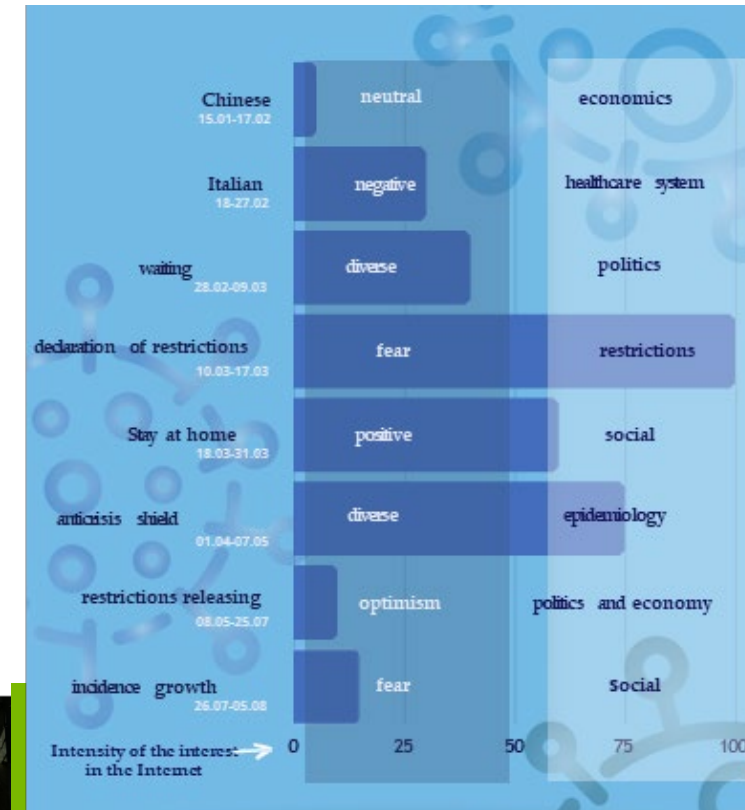 Chinese neutral economics
15.01-17.02
Italian negative healthcare system
18-27.02
waiting diverse politics
28.02-09.03
declaration of restrictions fear restrictions
10.03-17.03
Stay at home positive social
18.03-31.03
anticrisis shield diverse epidemiology
01.04-07.05
restrictions releasing optimism politics and economy
08.05-25.07
incidence growth fear Social
26.07-05.08
Intensity of the interest 0 25 50 75 100
in the Internet